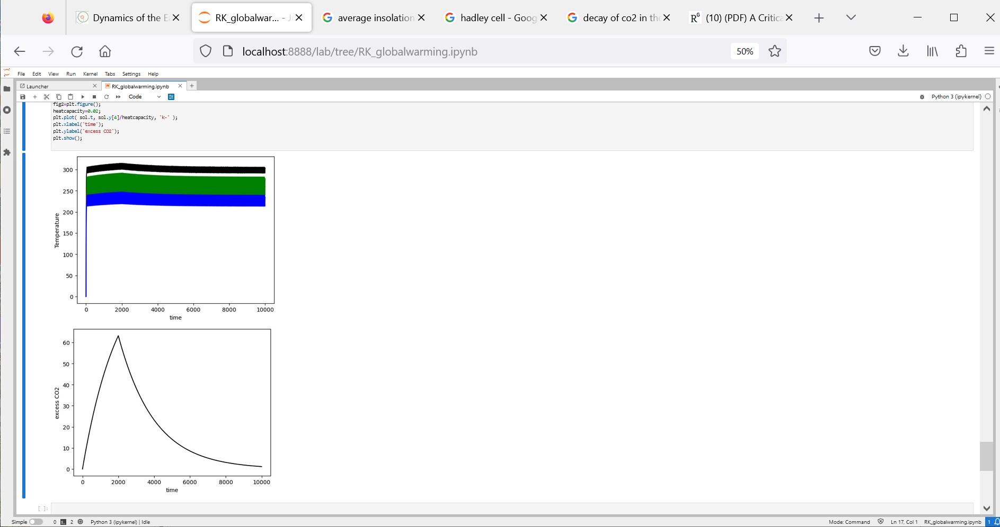 Dynamics of the Ea
RK_globalwar... - J
average insolation
hadley cell - Goog
decay of co2 in the
(10) (PDF) A Critica
localhost:8888/lab/tree/RK_globalwarming.ipynb
50%
File Edit View Run Kernel Tabs Settings Help
Launcher
RK_globalwarming.ipynb
Code
Python 3 (ipykernel)
fig2=plt.figure();
heatcapacity=0.02;
plt.plot( sol.t, sol.y[4]/heatcapacity, 'k-' );
plt.xlabel('time');
plt.ylabel('excess CO2');
plt.show();
300
250
200
150
100
50
0
Temperature
0 2000 4000 6000 8000 10000
time
60
50
40
30
20
10
0
excess CO2
0 2000 4000 6000 8000 10000
time
[ ]:
Simple 0 2 Python 3 (ipykernel) | Idle
Mode: Command Ln 17, Col 1 RK_globalwarming.ipynb 1